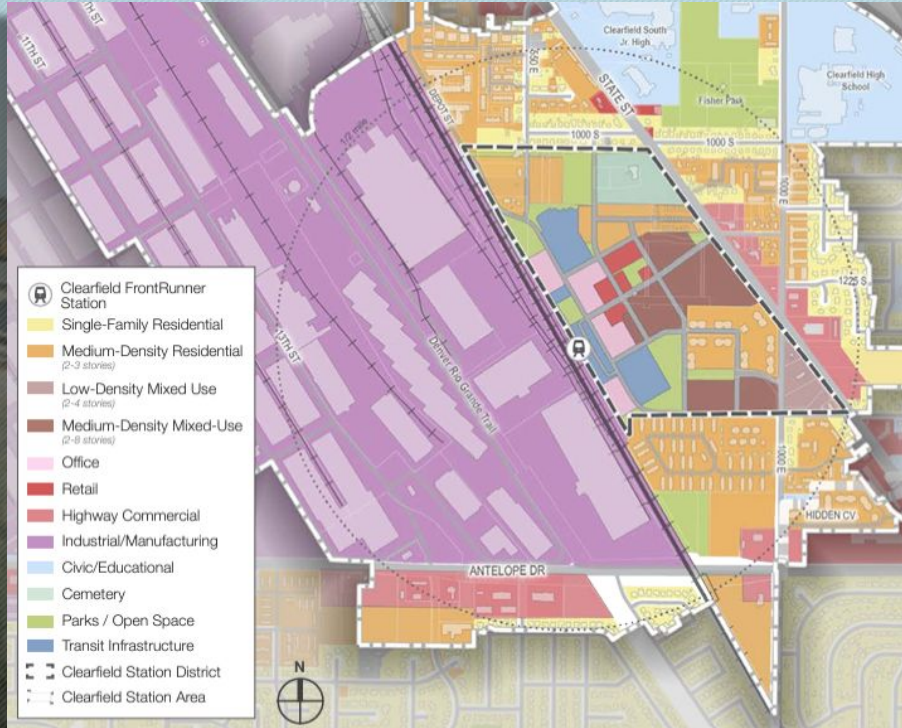 11TH ST
Clearfield South
Jr. High
Clearfield High
School
650 E
STATE ST
DEPOT ST
Fisher Park
1000 S
1000 S
1/2 mile
1000 E
1225 S
13TH ST
Denver Rio Grande Trail
1000 E
HIDDEN CV
ANTELOPE DR
Clearfield FrontRunner
Station
Single-Family Residential
Medium-Density Residential
(2-3 stories)
Low-Density Mixed Use
(2-4 stories)
Medium-Density Mixed-Use
(2-8 stories)
Office
Retail
Highway Commercial
Industrial/Manufacturing
Civic/Educational
Cemetery
Parks / Open Space
Transit Infrastructure
Clearfield Station District
Clearfield Station Area
N